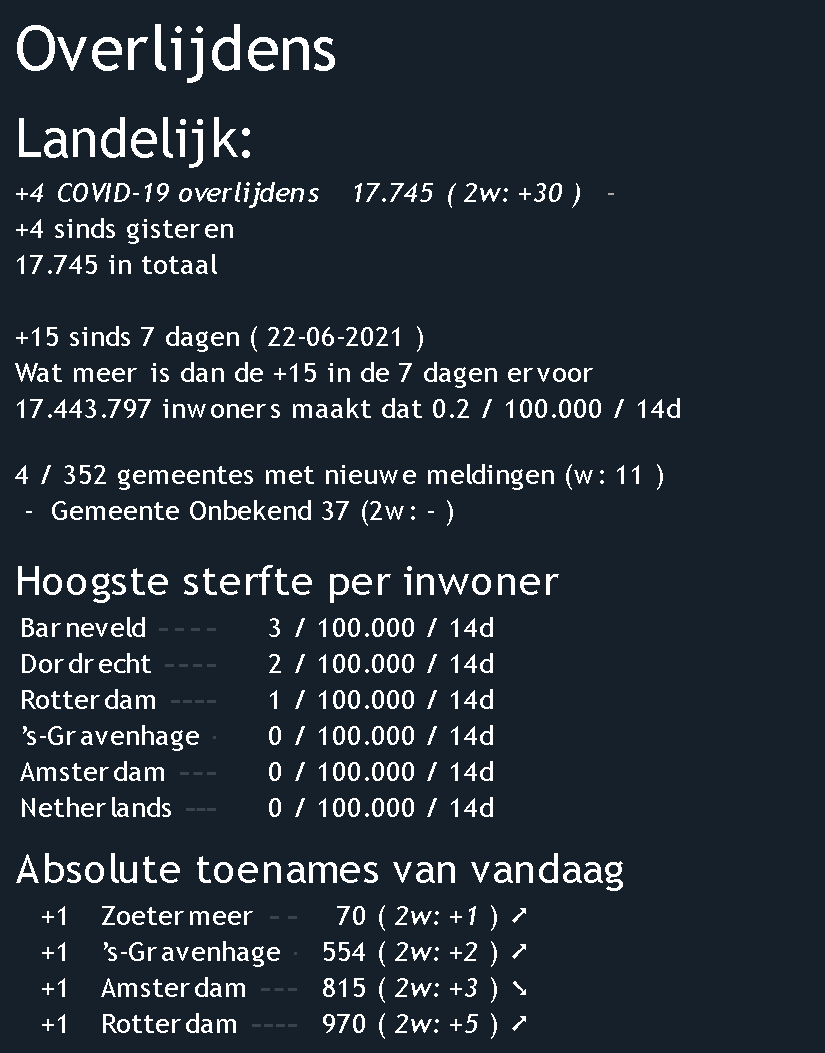 Overlijdens
Landelijk:
+4 COVID-19 overlijdens 17.745 ( 2w: +30 ) -
+4 sinds gisteren
17.745 in totaal
+15 sinds 7 dagen ( 22-06-2021 )
Wat meer is dan de +15 in de 7 dagen ervoor
17.443.797 inwoners maakt dat 0.2 / 100.000 / 14d
4 / 352 gemeentes met nieuwe meldingen (w: 11 )
- Gemeente Onbekend 37 (2w: - )
Hoogste sterfte per inwoner
Barneveld ---- 3 / 100.000 / 14d
Dordrecht ---- 2 / 100.000 / 14d
Rotterdam ---- 1 / 100.000 / 14d
's-Gravenhage · 0 / 100.000 / 14d
Amsterdam --- 0 / 100.000 / 14d
Netherlands --- 0 / 100.000 / 14d
Absolute toenames van vandaag
+1 Zoetermeer -- 70 ( 2w: +1 ) ➚
+1 's-Gravenhage · 554 ( 2w: +2 ) ➚
+1 Amsterdam --- 815 ( 2w: +3 ) ➘
+1 Rotterdam ---- 970 ( 2w: +5 ) ➚